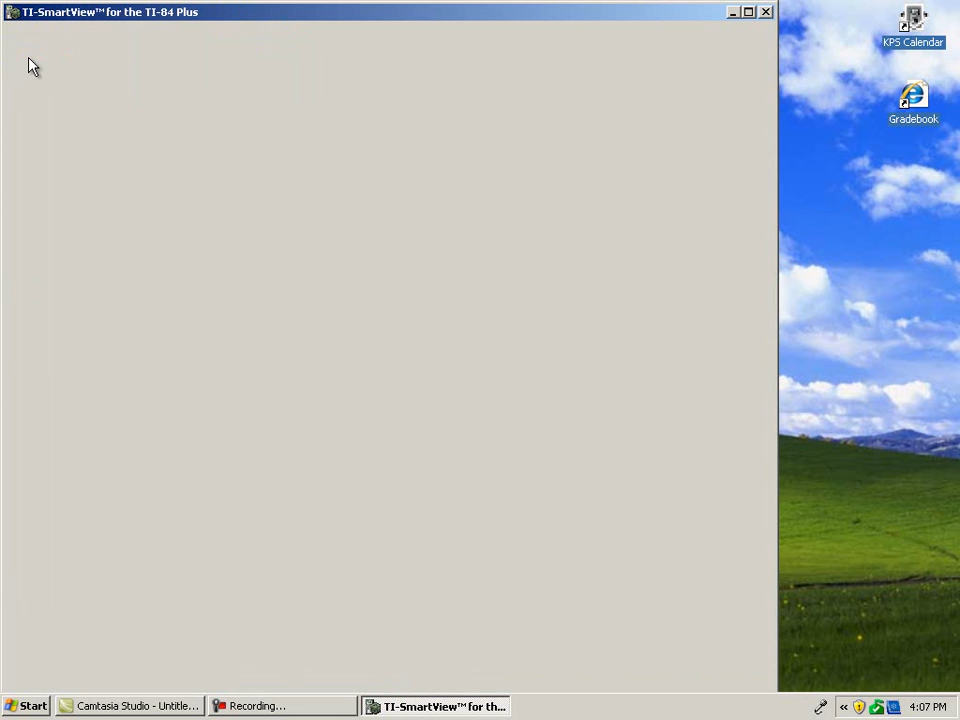 TI-SmartView™ for the TI-84 Plus
KPS Calendar
Gradebook
Start
Camtasia Studio - Untitle...
Recording...
TI-SmartView™ for th...
«
4:07 PM